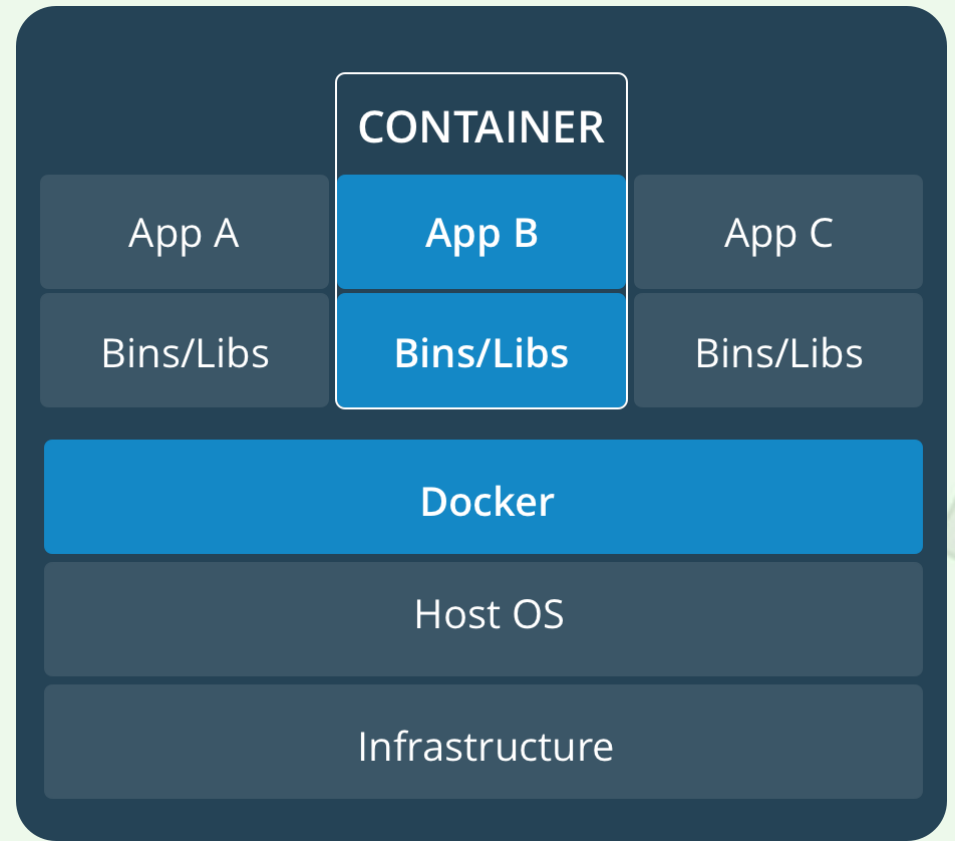 CONTAINER
App A
App B
App C
Bins/Libs
Bins/Libs
Bins/Libs
Docker
Host OS
Infrastructure